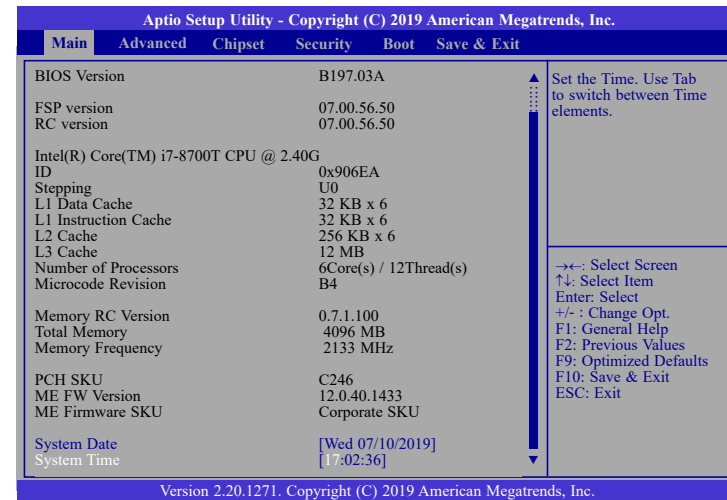 Aptio Setup Utility - Copyright (C) 2019 American Megatrends, Inc.
Main Advanced Chipset Security Boot Save & Exit
BIOS Version B197.03A
FSP version 07.00.56.50
RC version 07.00.56.50
Intel(R) Core(TM) i7-8700T CPU @ 2.40G
ID 0x906EA
Stepping U0
L1 Data Cache 32 KB x 6
L1 Instruction Cache 32 KB x 6
L2 Cache 256 KB x 6
L3 Cache 12 MB
Number of Processors 6Core(s) / 12Thread(s)
Microcode Revision B4
Memory RC Version 0.7.1.100
Total Memory 4096 MB
Memory Frequency 2133 MHz
PCH SKU C246
ME FW Version 12.0.40.1433
ME Firmware SKU Corporate SKU
System Date [Wed 07/10/2019]
System Time [17:02:36]
Set the Time. Use Tab
to switch between Time
elements.
→←: Select Screen
↑↓: Select Item
Enter: Select
+/- : Change Opt.
F1: General Help
F2: Previous Values
F9: Optimized Defaults
F10: Save & Exit
ESC: Exit
Version 2.20.1271. Copyright (C) 2019 American Megatrends, Inc.